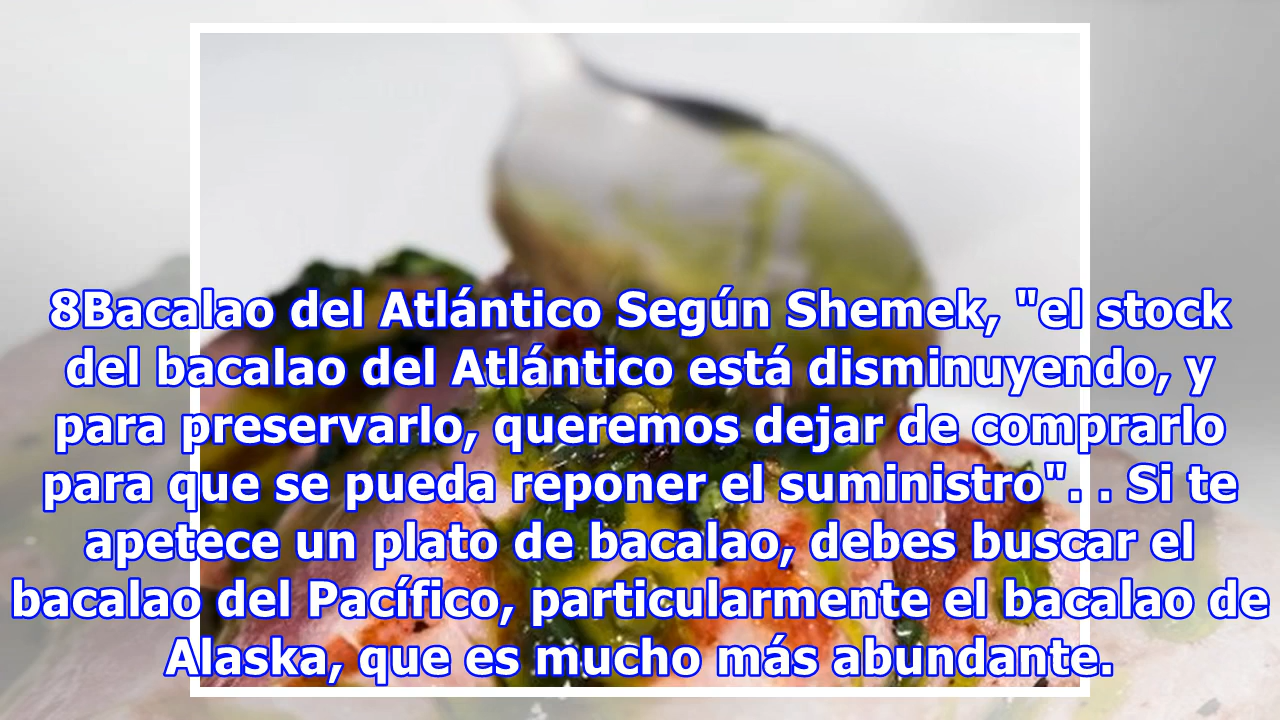 8Bacalao del Atlántico Según Shemek, "el stock
del bacalao del Atlántico está disminuyendo, y
para preservarlo, queremos dejar de comprarlo
para que se pueda reponer el suministro". . Si te
apetece un plato de bacalao, debes buscar el
bacalao del Pacífico, particularmente el bacalao de
Alaska, que es mucho más abundante.